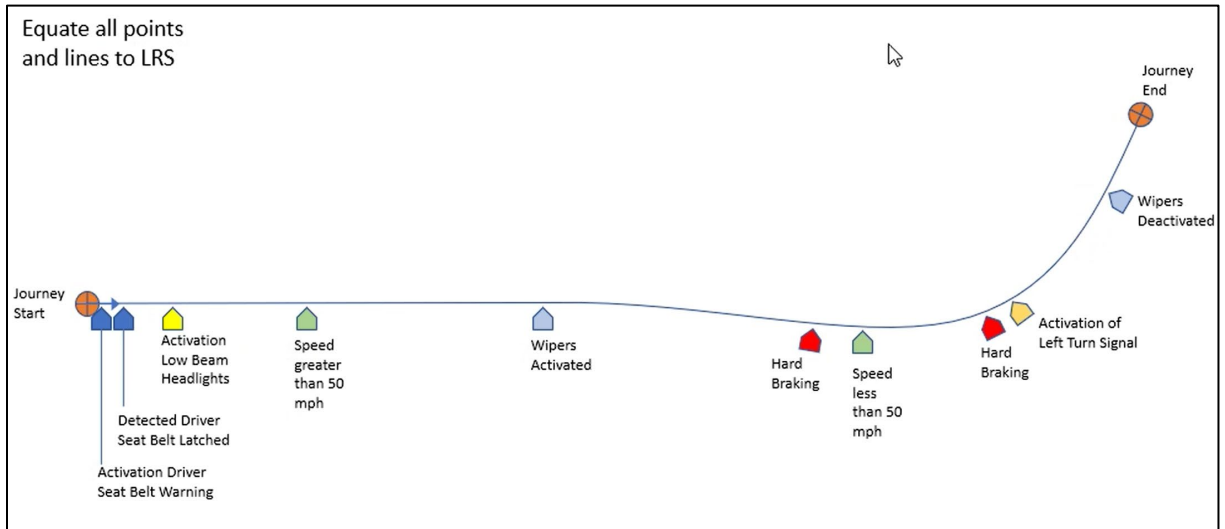 Equate all points
and lines to LRS
Journey
End
Wipers
Deactivated
Journey
Start
Activation
Low Beam
Headlights
Speed
greater
than 50
mph
Wipers
Activated
Hard
Braking
Speed
less
than 50
mph
Hard
Braking
Activation of
Left Turn Signal
Detected Driver
Seat Belt Latched
Activation Driver
Seat Belt Warning